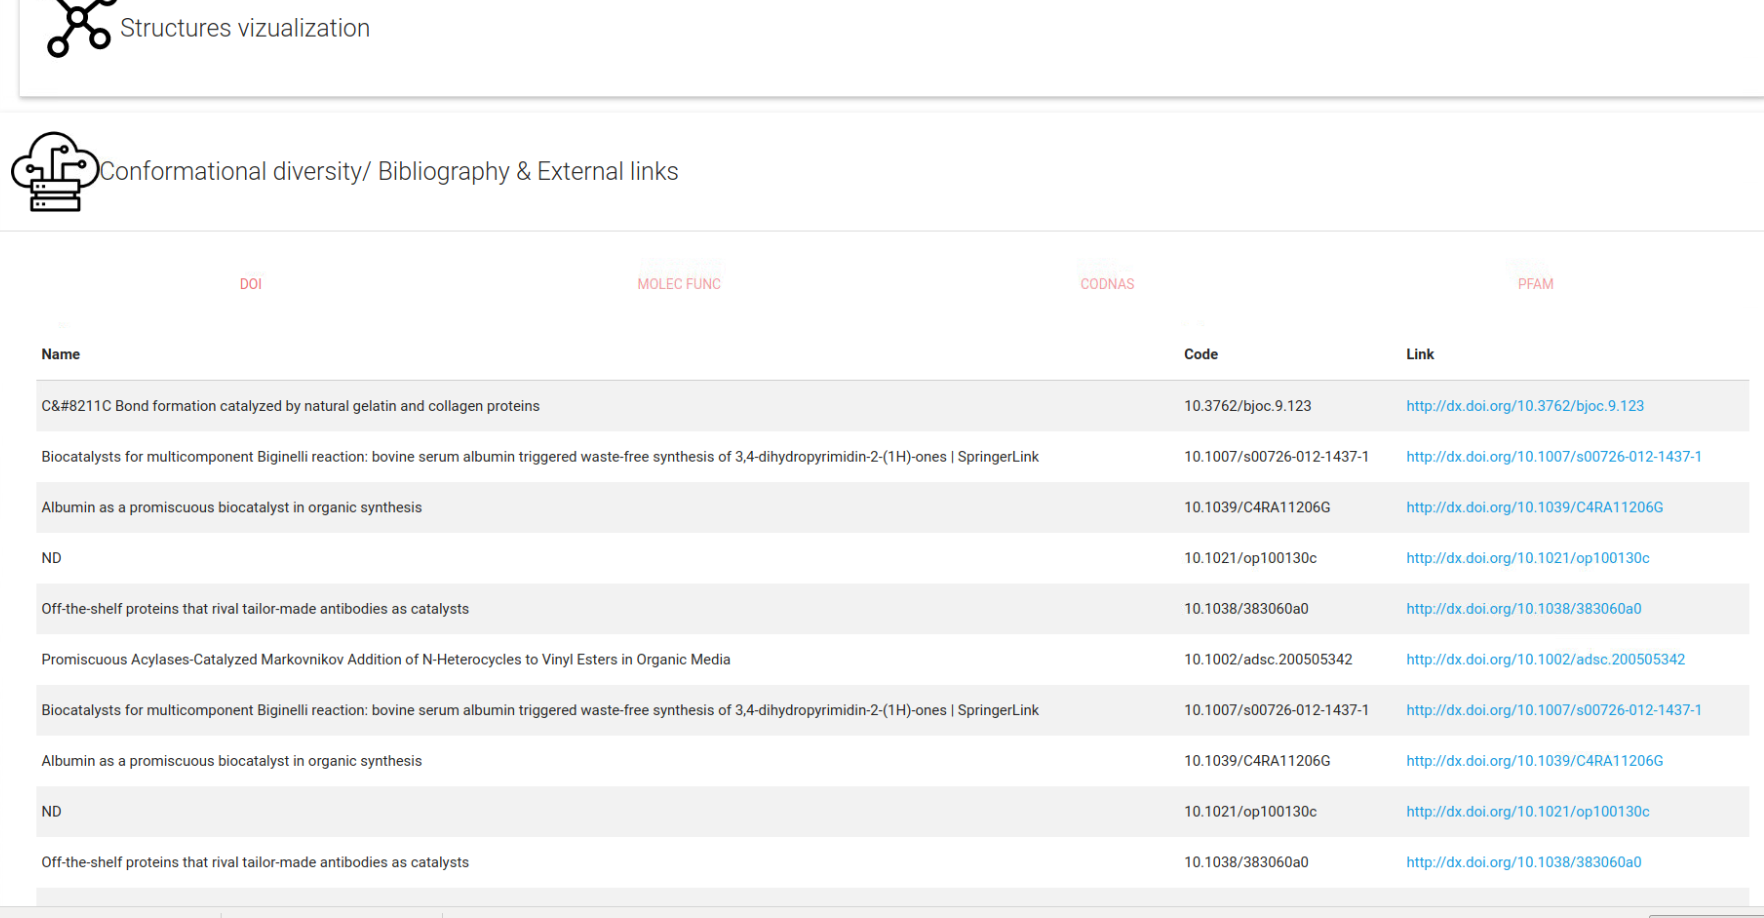 Structures vizualization
Conformational diversity/ Bibliography & External links
DOI MOLEC FUNC CODNAS PFAM
Name Code Link
C&#8211C Bond formation catalyzed by natural gelatin and collagen proteins 10.3762/bjoc.9.123 http://dx.doi.org/10.3762/bjoc.9.123
Biocatalysts for multicomponent Biginelli reaction: bovine serum albumin triggered waste-free synthesis of 3,4-dihydropyrimidin-2-(1H)-ones | SpringerLink 10.1007/s00726-012-1437-1 http://dx.doi.org/10.1007/s00726-012-1437-1
Albumin as a promiscuous biocatalyst in organic synthesis 10.1039/C4RA11206G http://dx.doi.org/10.1039/C4RA11206G
ND 10.1021/op100130c http://dx.doi.org/10.1021/op100130c
Off-the-shelf proteins that rival tailor-made antibodies as catalysts 10.1038/383060a0 http://dx.doi.org/10.1038/383060a0
Promiscuous Acylases-Catalyzed Markovnikov Addition of N-Heterocycles to Vinyl Esters in Organic Media 10.1002/adsc.200505342 http://dx.doi.org/10.1002/adsc.200505342
Biocatalysts for multicomponent Biginelli reaction: bovine serum albumin triggered waste-free synthesis of 3,4-dihydropyrimidin-2-(1H)-ones | SpringerLink 10.1007/s00726-012-1437-1 http://dx.doi.org/10.1007/s00726-012-1437-1
Albumin as a promiscuous biocatalyst in organic synthesis 10.1039/C4RA11206G http://dx.doi.org/10.1039/C4RA11206G
ND 10.1021/op100130c http://dx.doi.org/10.1021/op100130c
Off-the-shelf proteins that rival tailor-made antibodies as catalysts 10.1038/383060a0 http://dx.doi.org/10.1038/383060a0